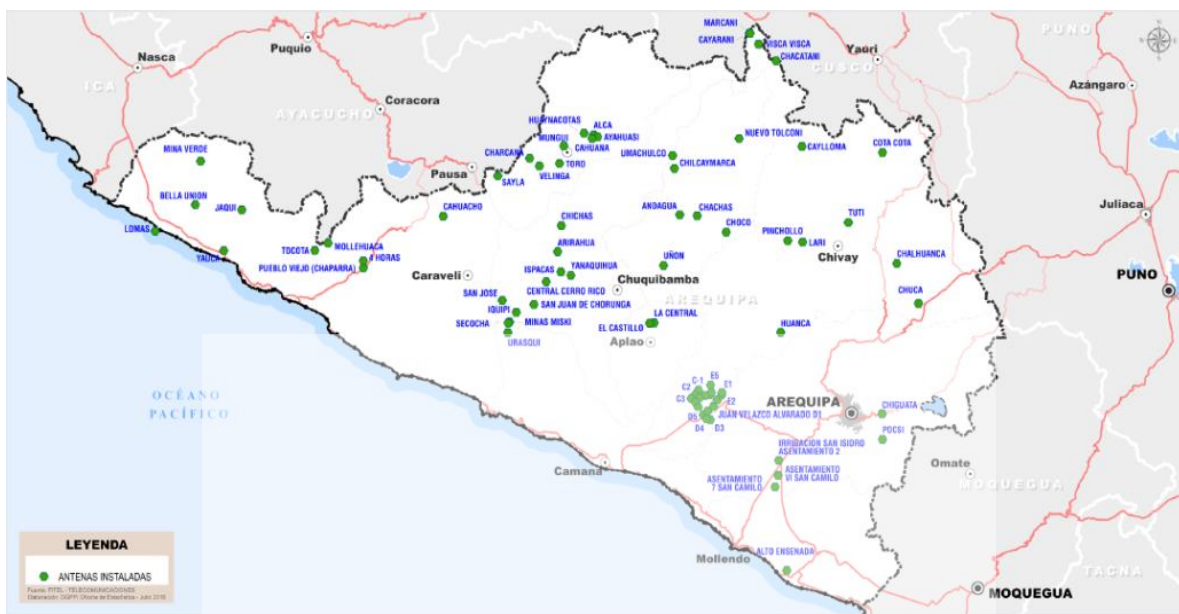 MARCANI
CAYARANI
VISCA VISCA
CHACATANI
Yauri
CUSCO
PUNO
Nasca
Puquio
ICA
Azángaro
Coracora
AYACUCHO
HUAYNACOTAS
ALCA
AYAHUASI
NUEVO TOLCONI
MUNGUI
CAHUANA
CAYLLOMA
COTA COTA
MINA VERDE
CHARCANA
UMACHULCO
TORO
CHILCAYMARCA
Pausa
VELINGA
SAYLA
BELLA UNION
JAQUI
CAHUACHO
ANDAGUA
CHACHAS
Juliaca
LOMAS
CHICHAS
CHOCO
TUTI
YAUCA
TOCOTA
MOLLEHUACA
ARIRAHUA
PINCHOLLO
LARI
Chivay
4 HORAS
PUEBLO VIEJO (CHAPARRA)
Caraveli
ISPACAS
YANAQUIHUA
UÑON
CHALHUANCA
PUNO
CENTRAL CERRO RICO
Chuquibamba
SAN JOSE
SAN JUAN DE CHORUNGA
AREQUIPA
CHUCA
IQUIPI
SECOCHA
MINAS MISKI
EL CASTILLO
LA CENTRAL
HUANCA
URASQUI
Aplao
OCÉANO
PACÍFICO
C-1
E5
C2
E1
C3
E2
D5
JUAN VELAZCO ALVARADO D1
D4
D3
AREQUIPA
CHIGUATA
POCSI
IRRIGACION SAN ISIDRO
ASENTAMIENTO 2
Camaná
ASENTAMIENTO
7 SAN CAMILO
ASENTAMIENTO
VI SAN CAMILO
Omate
MOQUEGUA
Mollendo
ALTO ENSENADA
TACNA
MOQUEGUA
LEYENDA
ANTENAS INSTALADAS
Fuente: FITEL - TELECOMUNICACIONES